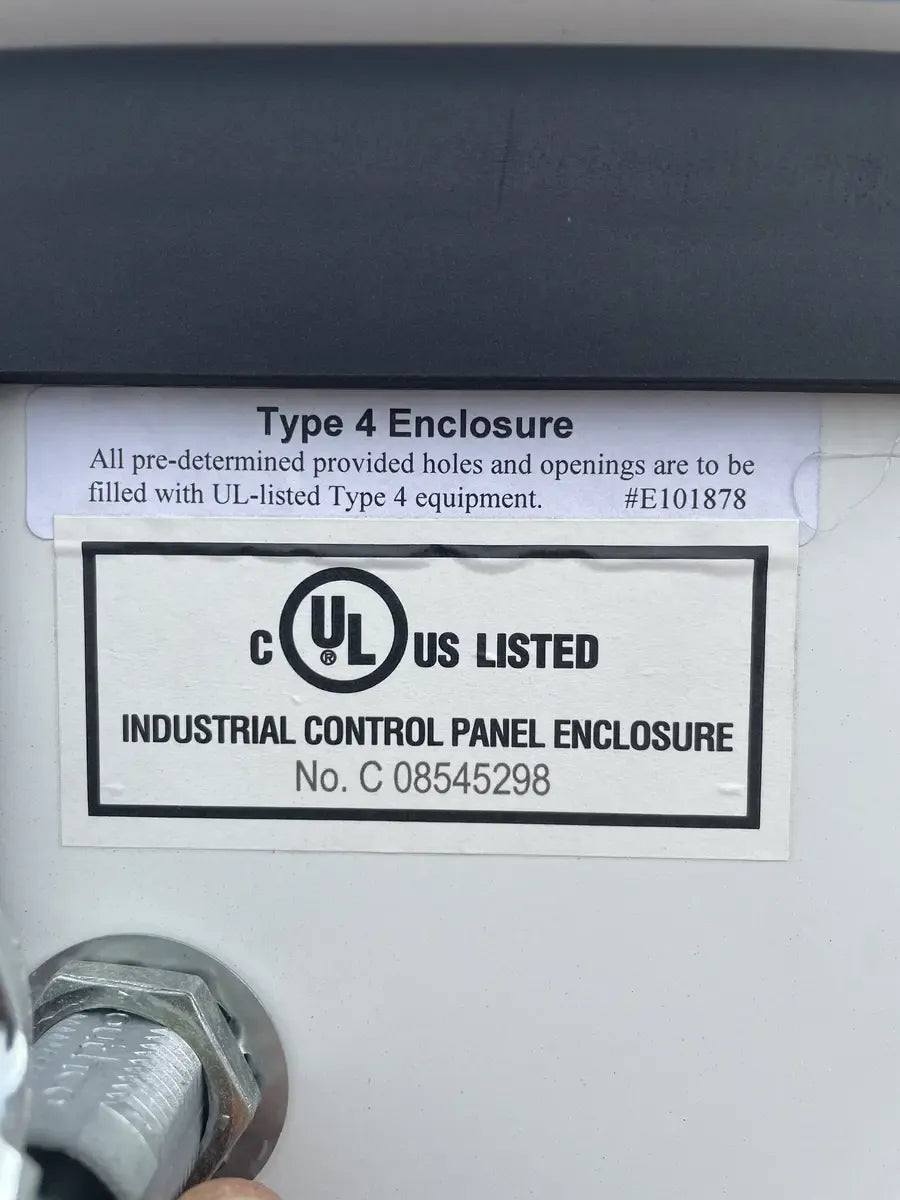 Type 4 Enclosure
All pre-determined provided holes and openings are to be
filled with UL-listed Type 4 equipment. #E101878
C UL® US LISTED
INDUSTRIAL CONTROL PANEL ENCLOSURE
No. C 08545298